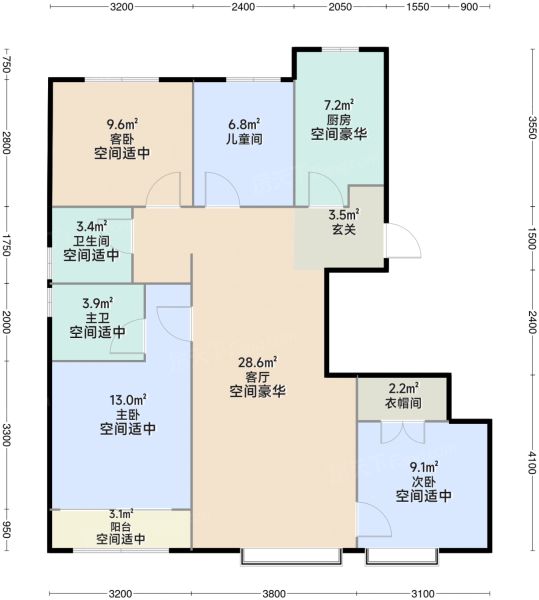 3200 2400 2050 1550 900
750
2800
1750
2000
3300
950
3550
1500
2400
4100
9.6㎡
客卧
空间适中
6.8㎡
儿童间
7.2㎡
厨房
空间豪华
3.5㎡
玄关
3.4㎡
卫生间
空间适中
3.9㎡
主卫
空间适中
28.6㎡
客厅
空间豪华
13.0㎡
主卧
空间适中
2.2㎡
衣帽间
9.1㎡
次卧
空间适中
3.1㎡
阳台
空间适中
3200 3800 3100